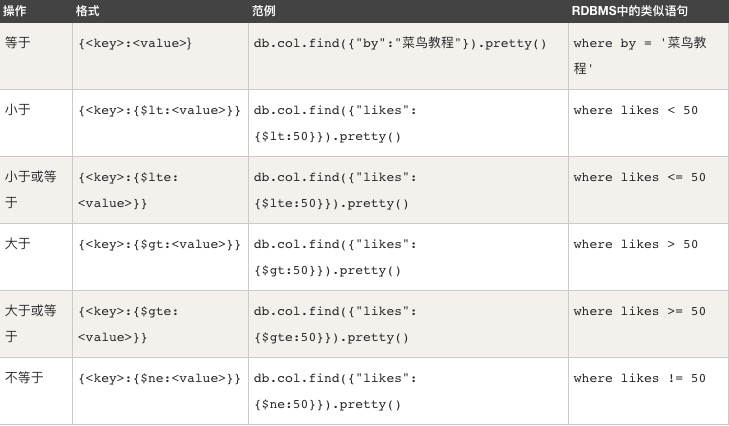 操作 格式 范例 RDBMS中的类似语句
等于 {<key>:<value>} db.col.find({"by":"菜鸟教程"}).pretty() where by = '菜鸟教
程'
小于 {<key>:{$lt:<value>}} db.col.find({"likes": where likes < 50
{$lt:50}}).pretty()
小于或等 {<key>:{$lte: db.col.find({"likes": where likes <= 50
于 <value>}} {$lte:50}}).pretty()
大于 {<key>:{$gt:<value>}} db.col.find({"likes": where likes > 50
{$gt:50}}).pretty()
大于或等 {<key>:{$gte: db.col.find({"likes": where likes >= 50
于 <value>}} {$gte:50}}).pretty()
不等于 {<key>:{$ne:<value>}} db.col.find({"likes": where likes != 50
{$ne:50}}).pretty()